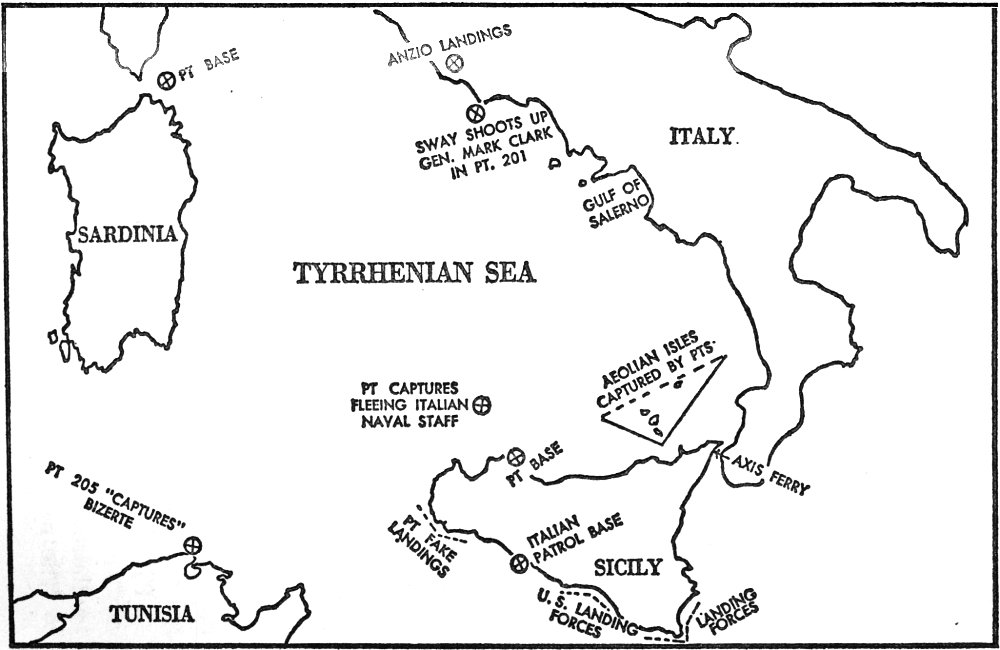 ANZIO LANDINGS
PT BASE
SWAY SHOOTS UP
GEN. MARK CLARK
IN PT. 201
ITALY.
GULF OF
SALERNO
SARDINIA
TYRRHENIAN SEA
AEOLIAN ISLES
CAPTURED BY PTS.
PT CAPTURES
FLEEING ITALIAN
NAVAL STAFF
PT BASE
AXIS FERRY
PT 205 "CAPTURES"
BIZERTE
PT FAKE
LANDINGS
ITALIAN
PATROL BASE
SICILY
TUNISIA
U. S. LANDING
FORCES
LANDING
FORCES